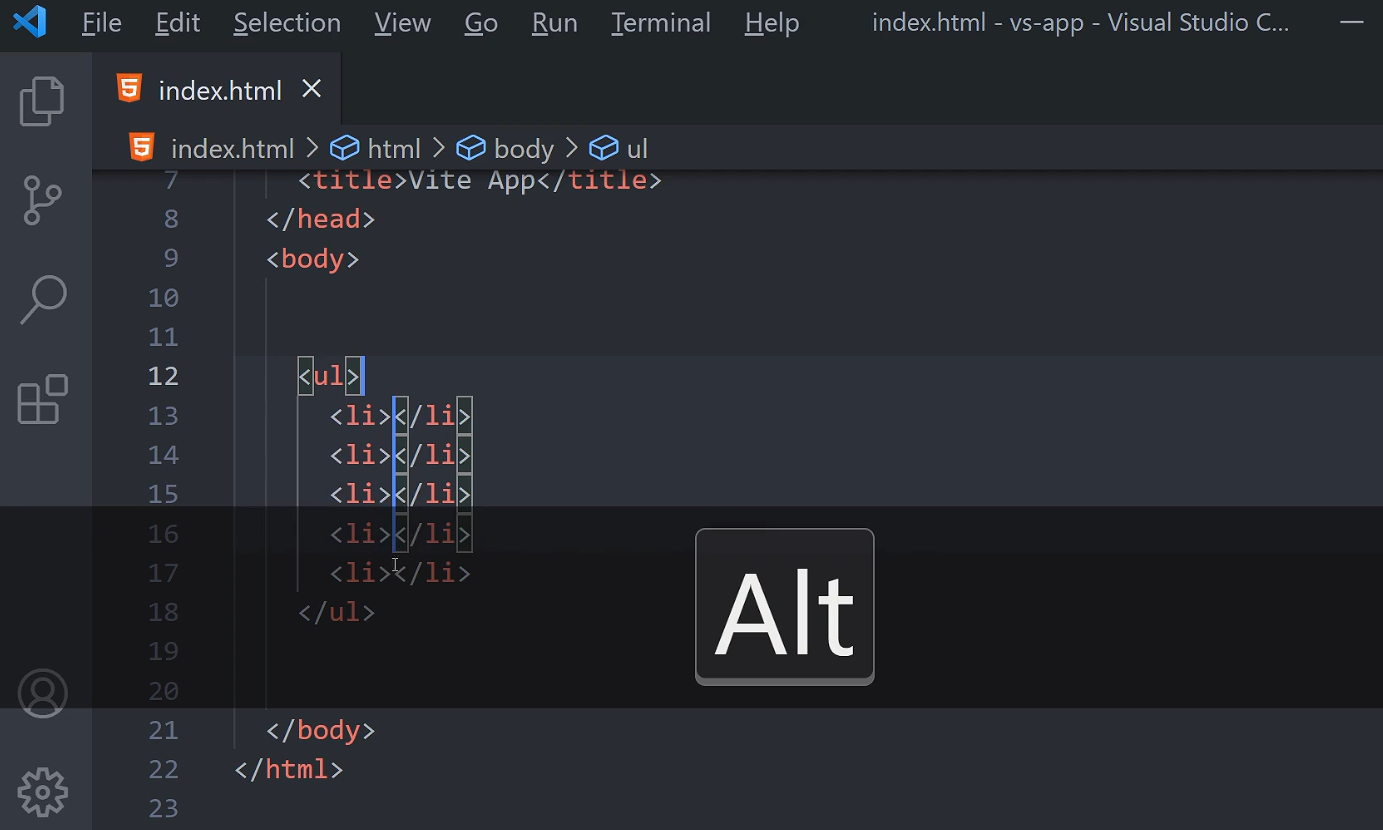 File Edit Selection View Go Run Terminal Help index.html - vs-app - Visual Studio C...
index.html
index.html > html > body > ul
7 <title>Vite App</title>
8 </head>
9 <body>
10
11
12 <ul>
13 <li></li>
14 <li></li>
15 <li></li>
16 <li></li>
17 <li></li>
18 </ul>
19
20
21 </body>
22 </html>
23
Alt